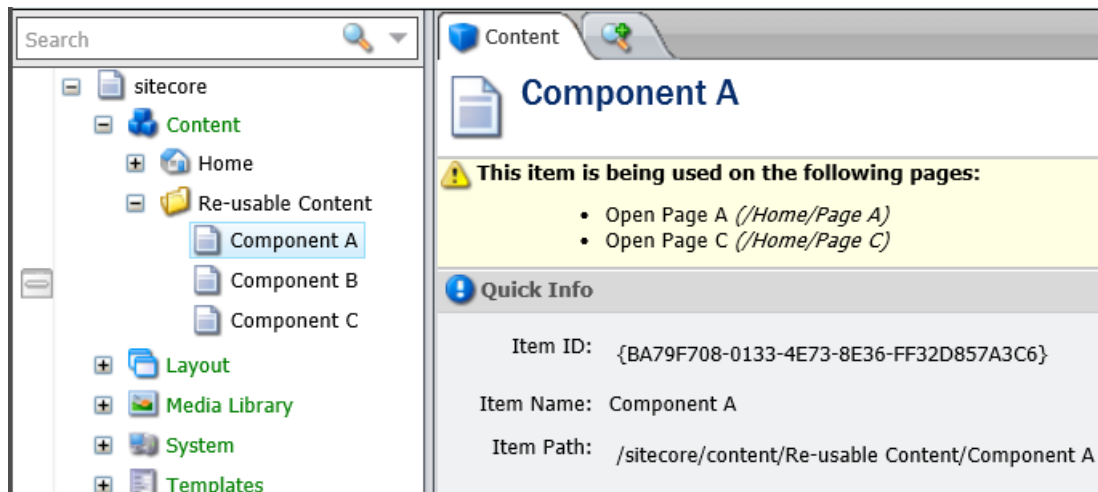 Search
sitecore
Content
Home
Re-usable Content
Component A
Component B
Component C
Layout
Media Library
System
Templates
Content
Component A
This item is being used on the following pages:
• Open Page A (/Home/Page A)
• Open Page C (/Home/Page C)
Quick Info
Item ID: {BA79F708-0133-4E73-8E36-FF32D857A3C6}
Item Name: Component A
Item Path: /sitecore/content/Re-usable Content/Component A